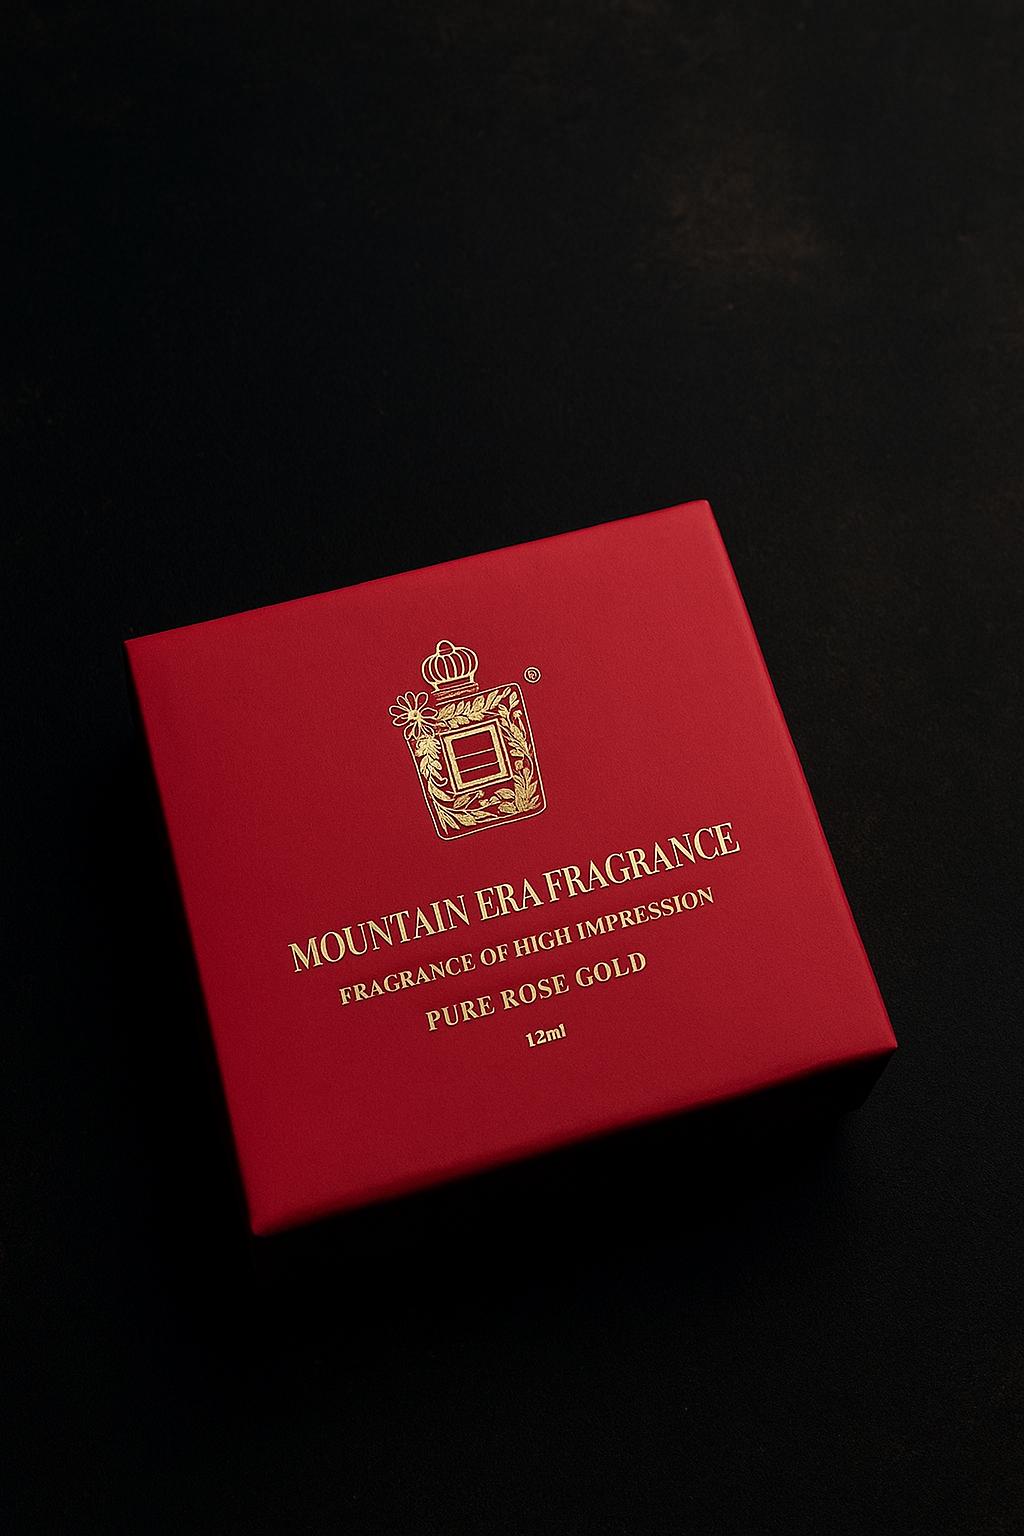 ®
MOUNTAIN ERA FRAGRANCE
FRAGRANCE OF HIGH IMPRESSION
PURE ROSE GOLD
12ml